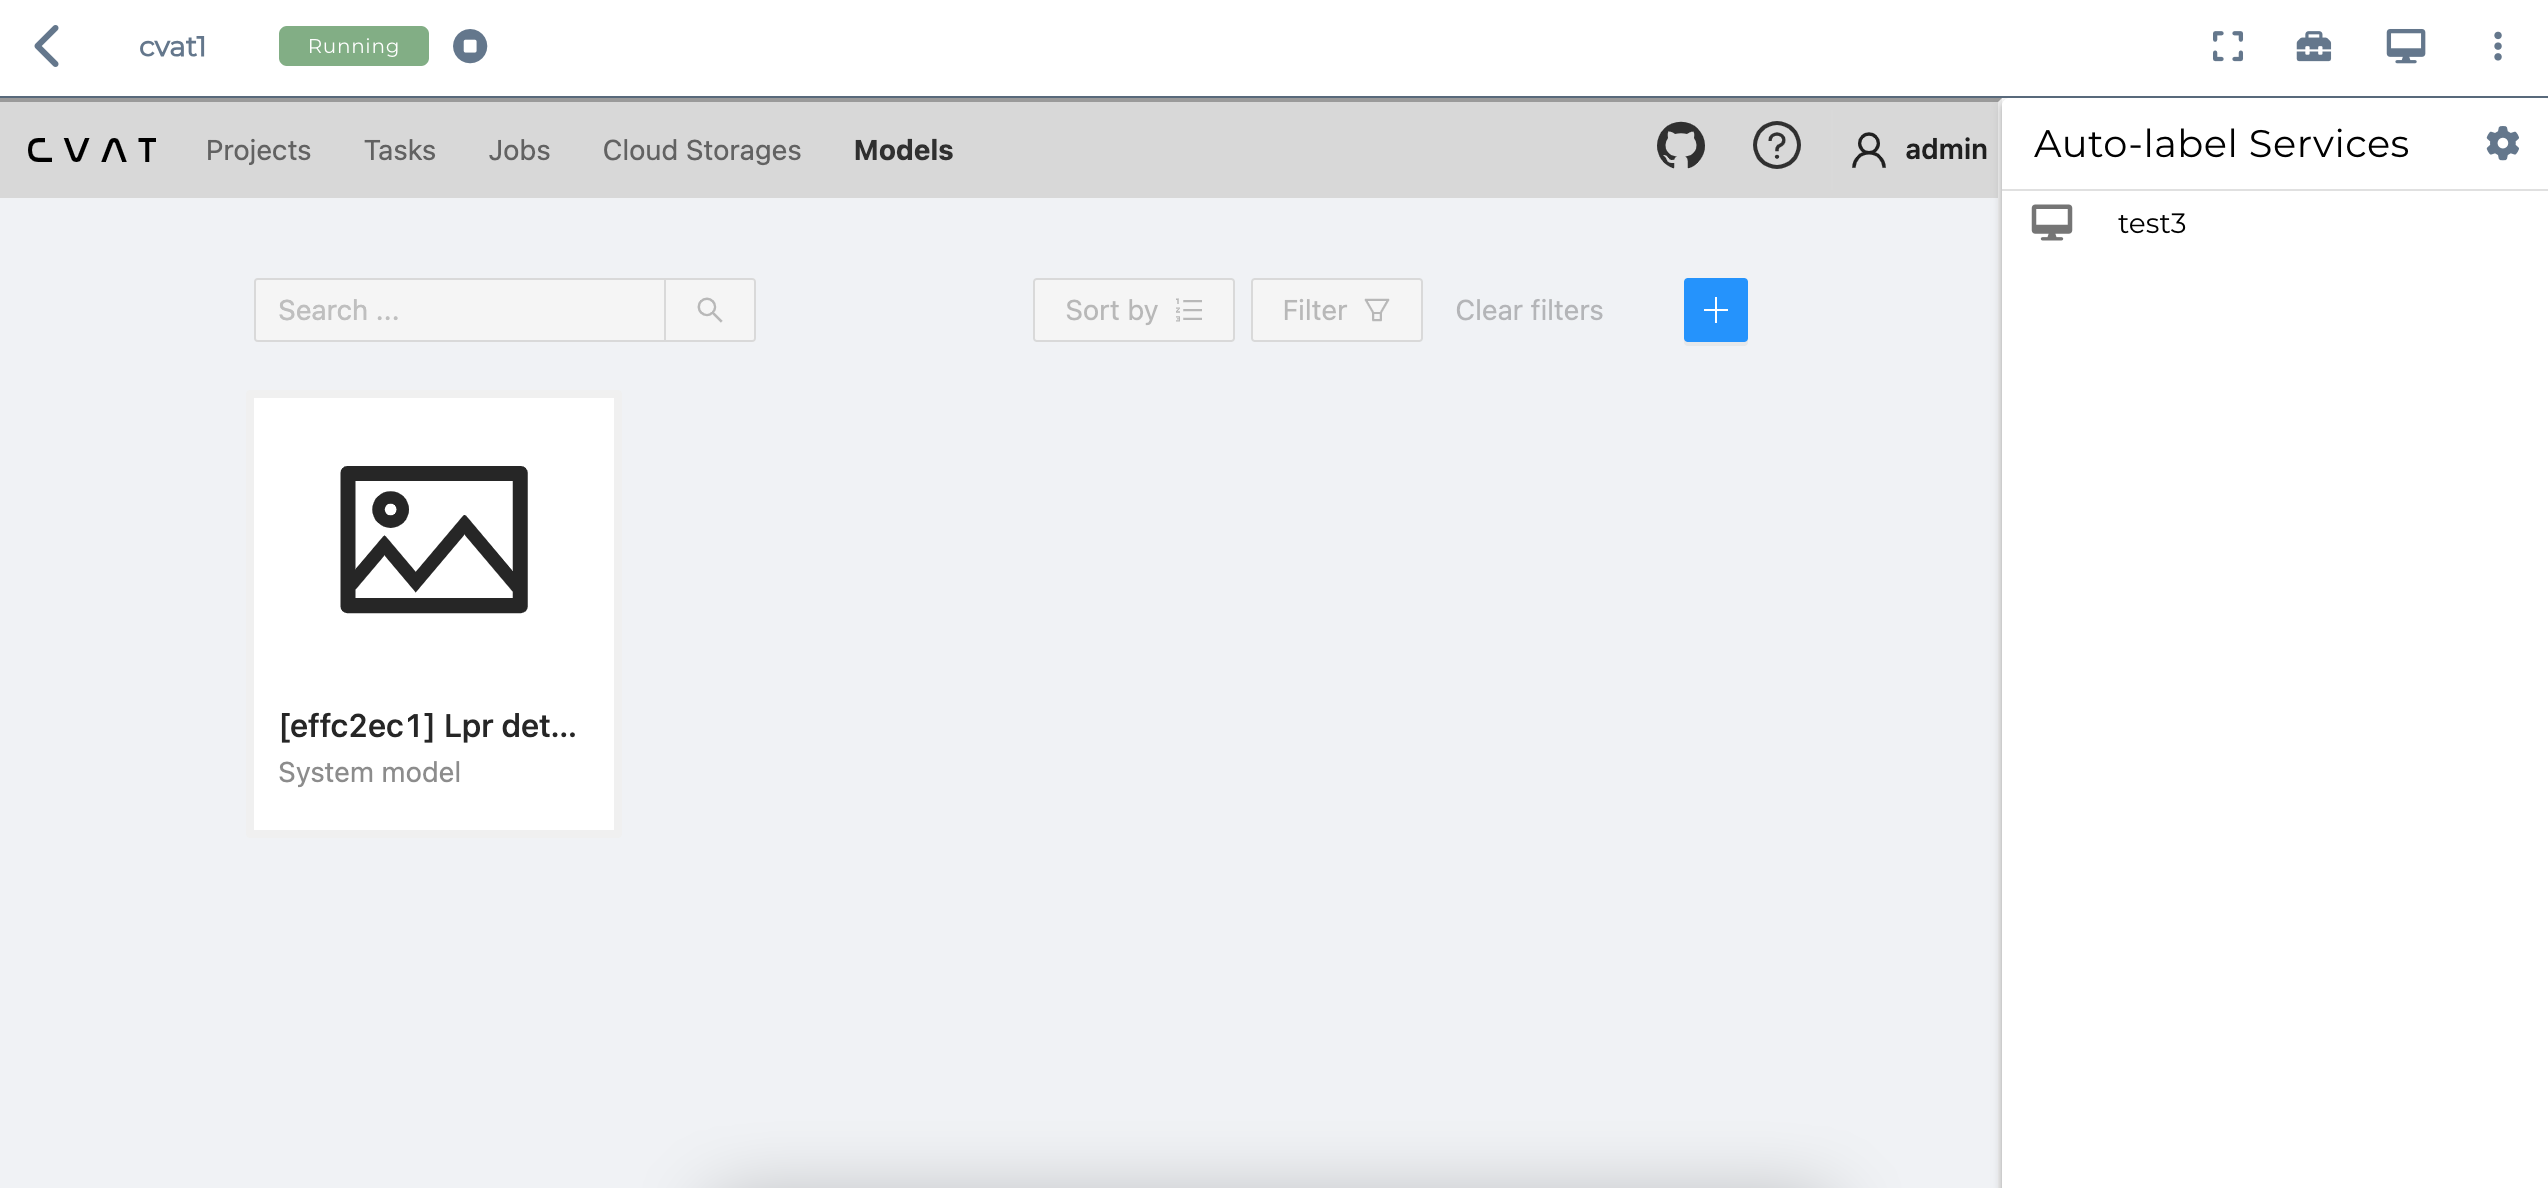 cvat1
Running
CVAT
Projects
Tasks
Jobs
Cloud Storages
Models
admin
Auto-label Services
test3
Search ...
Sort by
Filter
Clear filters
[effc2ec1] Lpr det...
System model